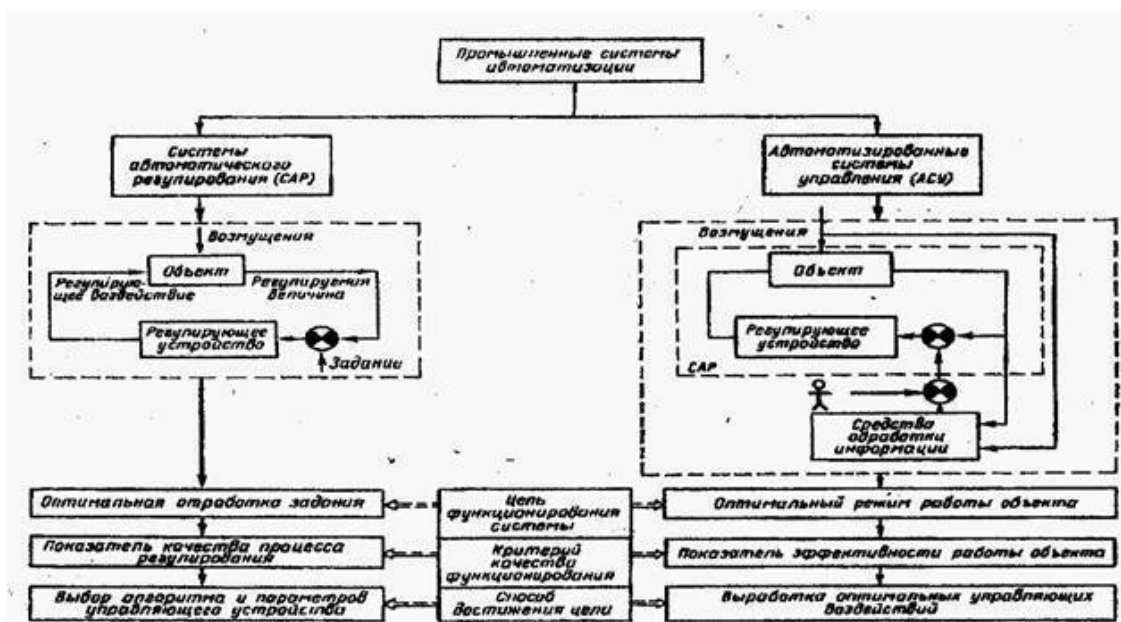 Промышленные системы
автоматизации
Системы
автоматического
регулирования (САР)
Автоматизированные
системы
управления (АСУ)
Возмущения
Объект
Регулирую-
щее воздействие
Регулируемая
величина
Регулирующее
устройство
Задание
Возмущения
Объект
Регулирующее
устройство
САР
Средства
обработки
информации
Оптимальная отработка задания
Цель
функционирования
системы
Оптимальный режим работы объекта
Показатель качества процесса
регулирования
Критерий
качества
функционирования
Показатель эффективности работы объекта
Выбор алгоритма и параметров
управляющего устройства
Способ
достижения цели
Выработка оптимальных управляющих
воздействий